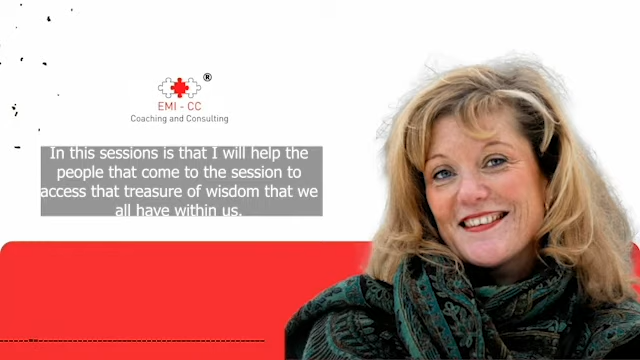 ®
EMI - CC
Coaching and Consulting
In this sessions is that I will help the
people that come to the session to
access that treasure of wisdom that we
all have within us.